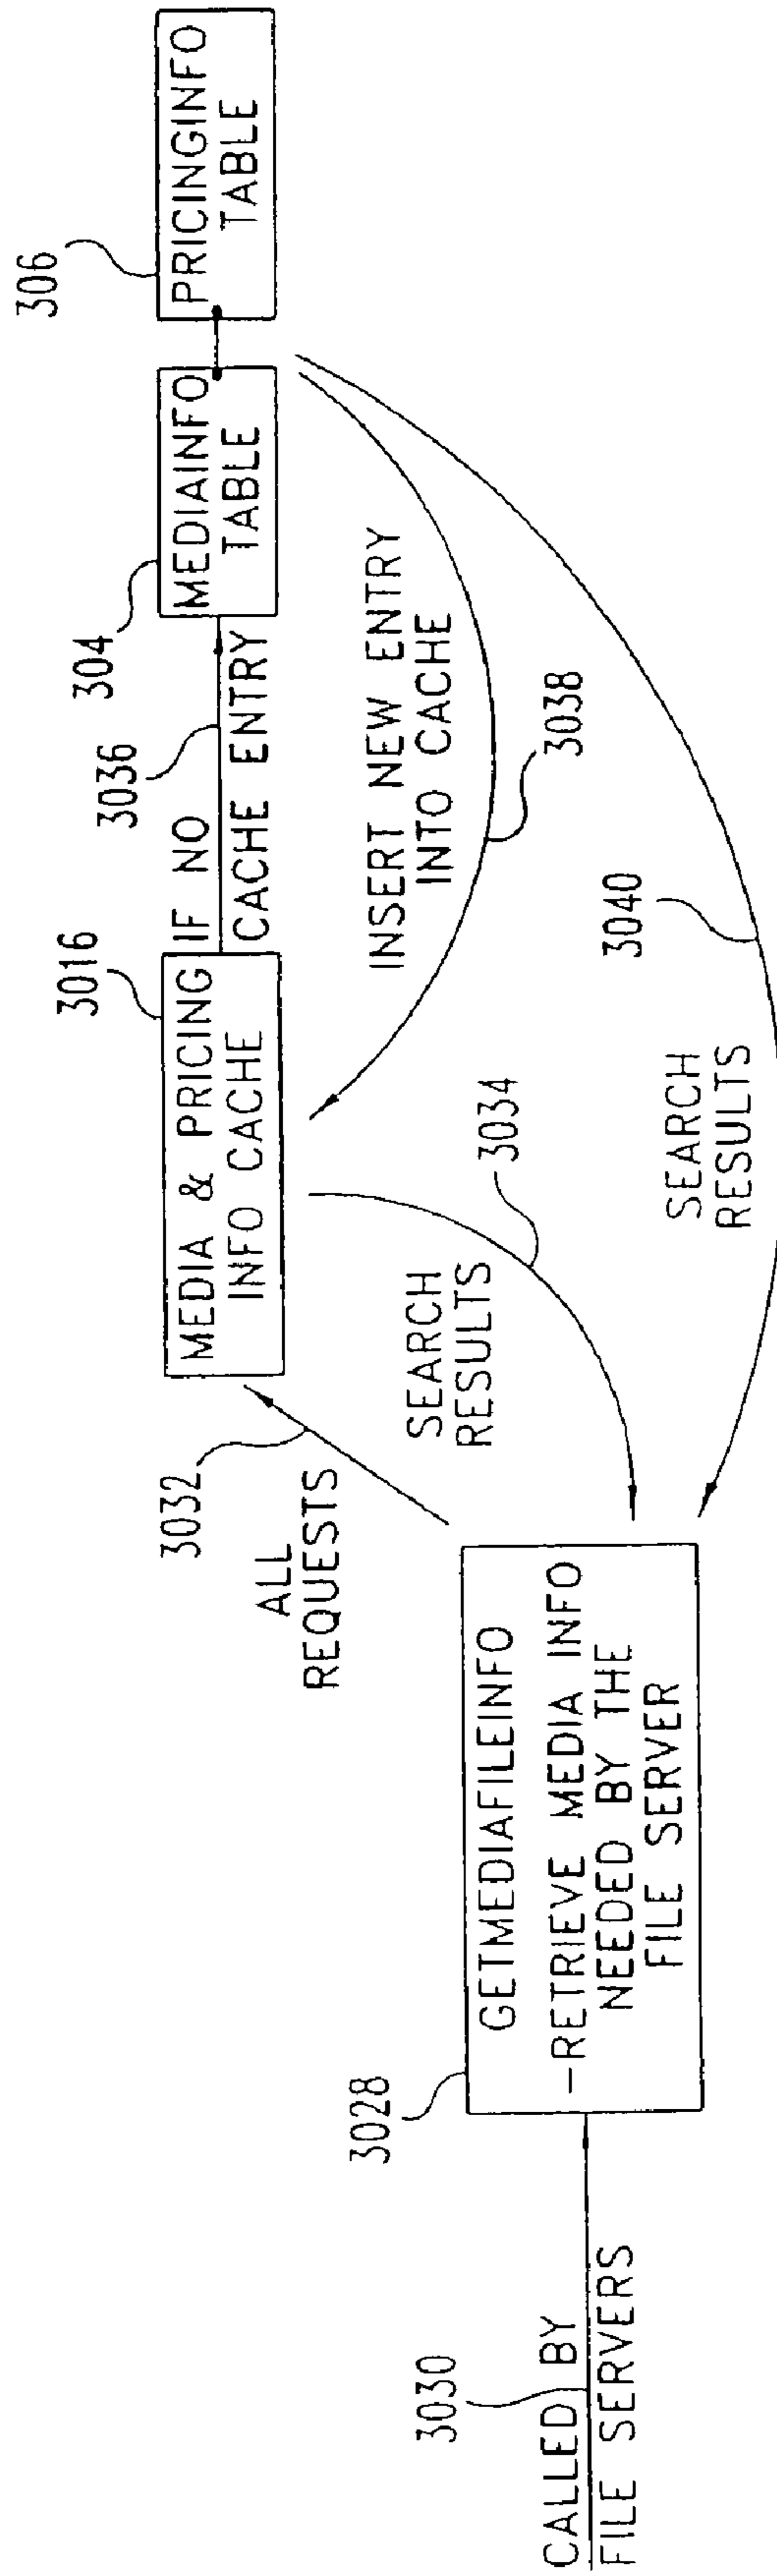 306
PRICINGINFO
TABLE
304
MEDIAINFO
TABLE
3036
IF NO
CACHE ENTRY
3016
MEDIA & PRICING
INFO CACHE
INSERT NEW ENTRY
INTO CACHE
3038
3040
SEARCH
RESULTS
3034
SEARCH
RESULTS
3032
ALL
REQUESTS
3028
GETMEDIAFILEINFO
-RETRIEVE MEDIA INFO
NEEDED BY THE
FILE SERVER
3030
CALLED BY
FILE SERVERS